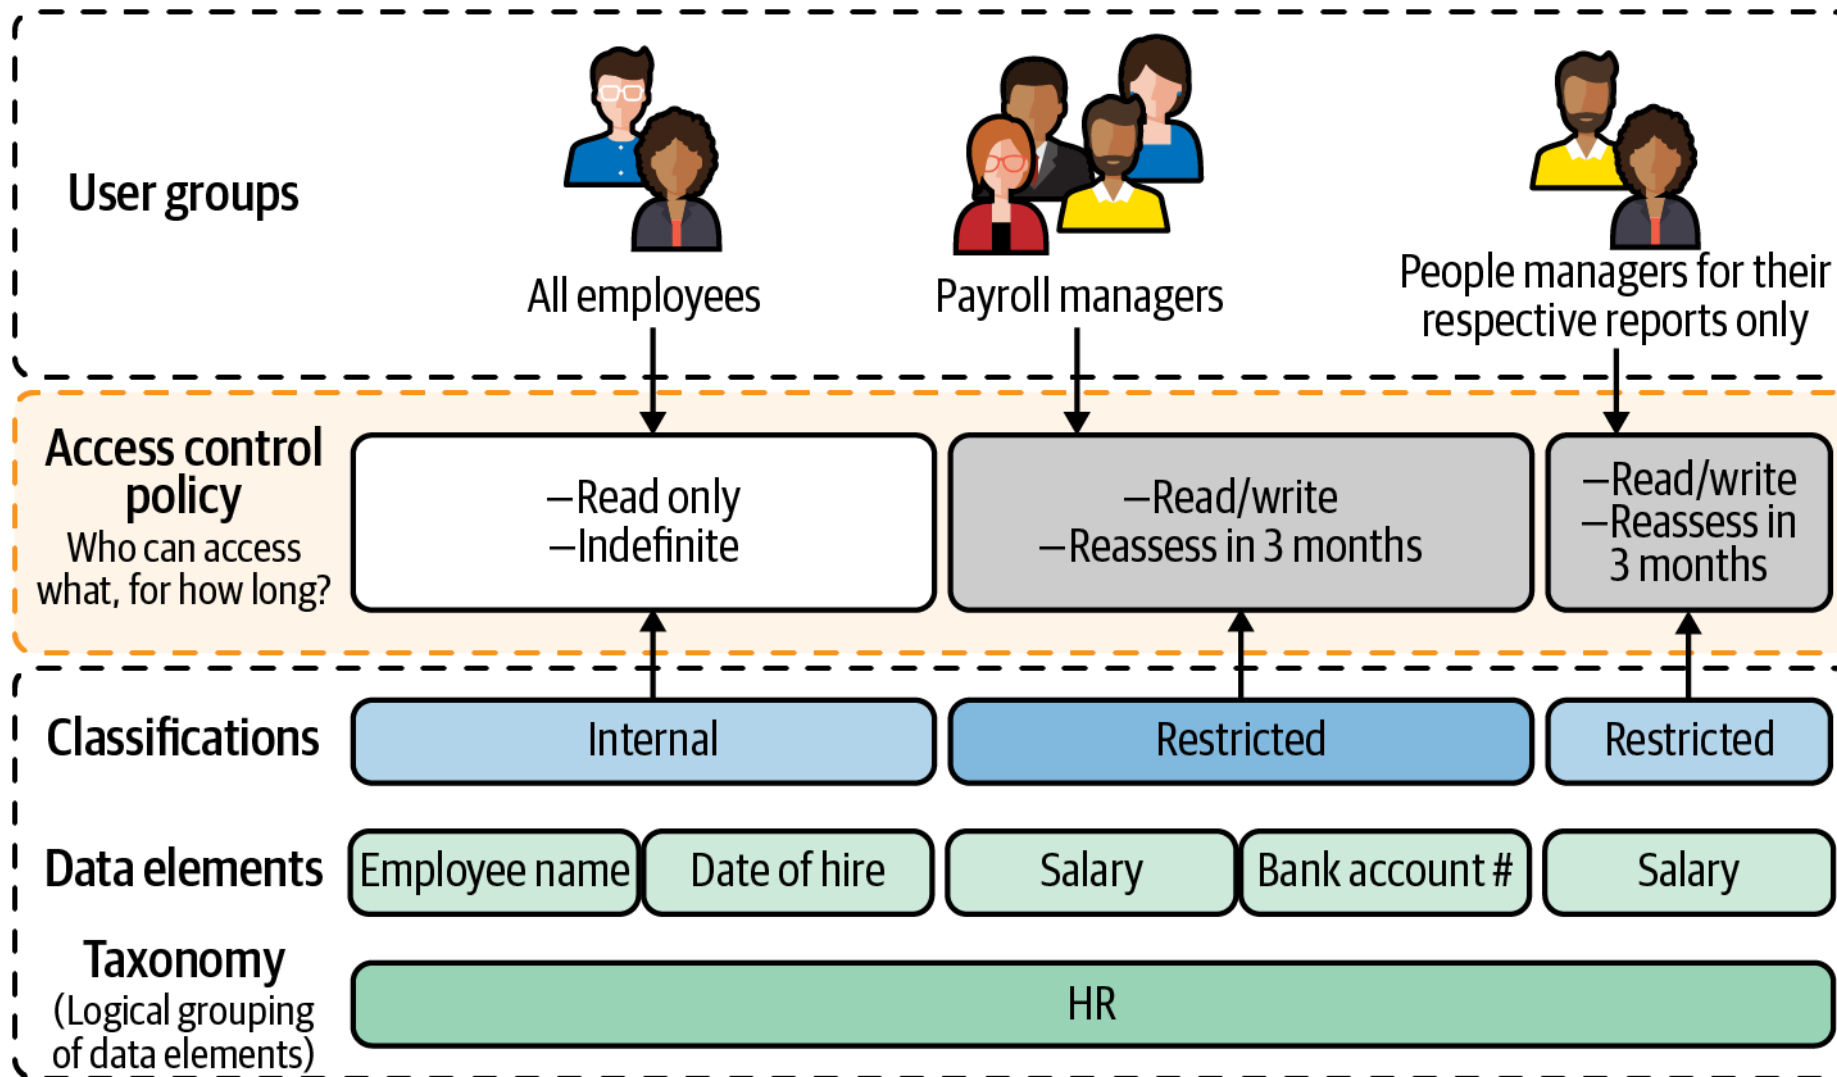 User groups
All employees
Payroll managers
People managers for their
respective reports only
Access control
policy
Who can access
what, for how long?
–Read only
–Indefinite
–Read/write
–Reassess in 3 months
–Read/write
–Reassess in
3 months
Classifications
Internal
Restricted
Restricted
Data elements
Employee name
Date of hire
Salary
Bank account #
Salary
Taxonomy
(Logical grouping
of data elements)
HR